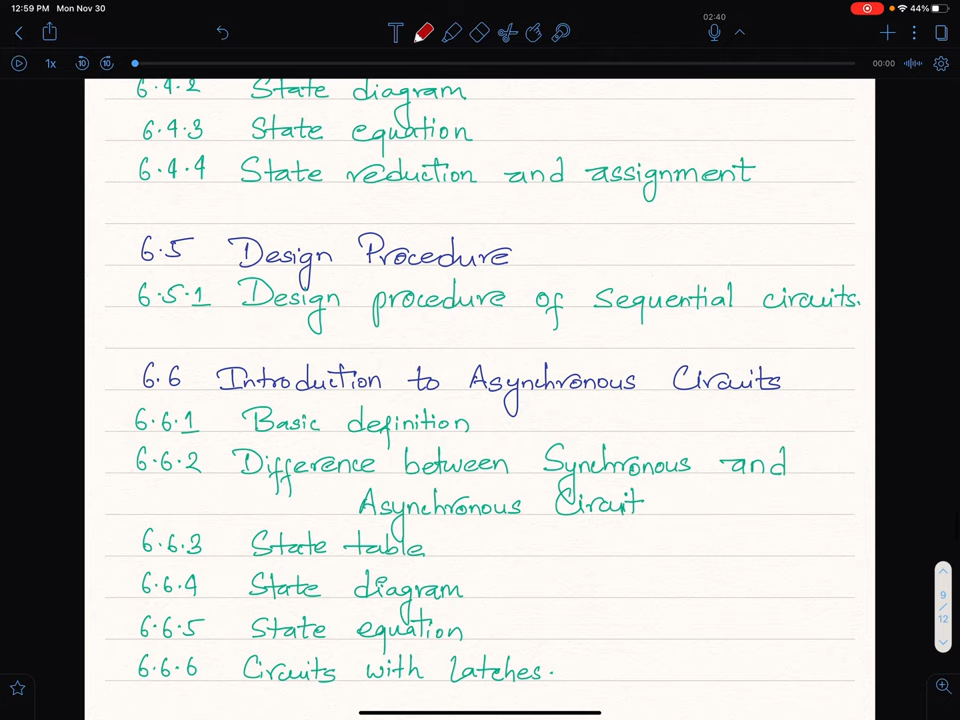 12:59 PM Mon Nov 30
44%
T
02:40
1x
10
10
00:00
6.4.2 State diagram
6.4.3 State equation
6.4.4 State reduction and assignment
6.5 Design Procedure
6.5.1 Design procedure of Sequential circuits.
6.6 Introduction to Asynchronous Circuits
6.6.1 Basic definition
6.6.2 Difference between Synchronous and
Asynchronous Circuit
6.6.3 State table
6.6.4 State diagram
6.6.5 State equation
6.6.6 Circuits with latches.
9
/
12